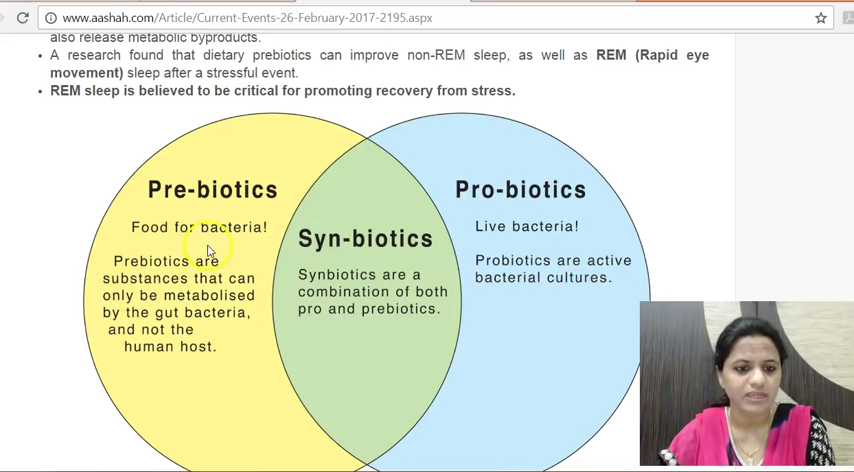 www.aashah.com/Article/Current-Events-26-February-2017-2195.aspx
also release metabolic byproducts.
• A research found that dietary prebiotics can improve non-REM sleep, as well as REM (Rapid eye
movement) sleep after a stressful event.
• REM sleep is believed to be critical for promoting recovery from stress.
Pre-biotics
Food for bacteria!
Prebiotics are
substances that can
only be metabolised
by the gut bacteria,
and not the
human host.
Syn-biotics
Synbiotics are a
combination of both
pro and prebiotics.
Pro-biotics
Live bacteria!
Probiotics are active
bacterial cultures.